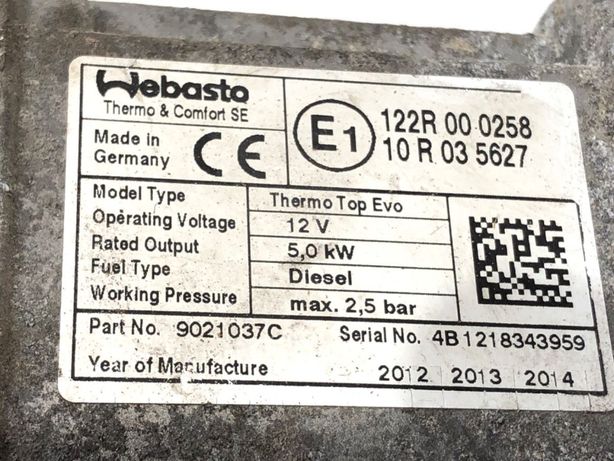 Webasto
Thermo & Comfort SE
Made in
Germany
CE
E1
122R 00 0258
10 R 03 5627
Model Type Thermo Top Evo
Operating Voltage 12 V
Rated Output 5,0 kW
Fuel Type Diesel
Working Pressure max. 2,5 bar
Part No. 9021037C Serial No. 4B1218343959
Year of Manufacture 2012 2013 2014